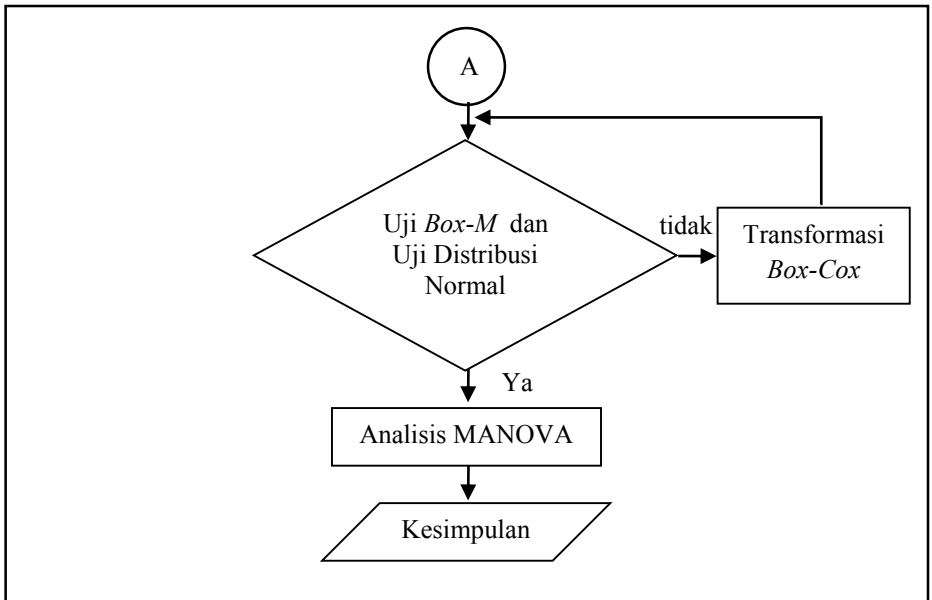 A
Uji Box-M dan
Uji Distribusi
Normal
tidak
Transformasi
Box-Cox
Ya
Analisis MANOVA
Kesimpulan